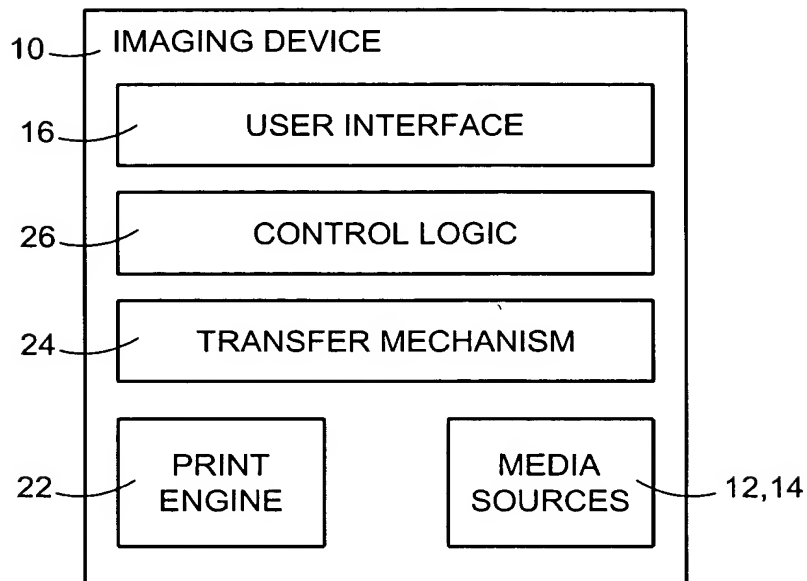 10 IMAGING DEVICE
16 USER INTERFACE
26 CONTROL LOGIC
24 TRANSFER MECHANISM
22 PRINT
ENGINE
MEDIA
SOURCES 12,14